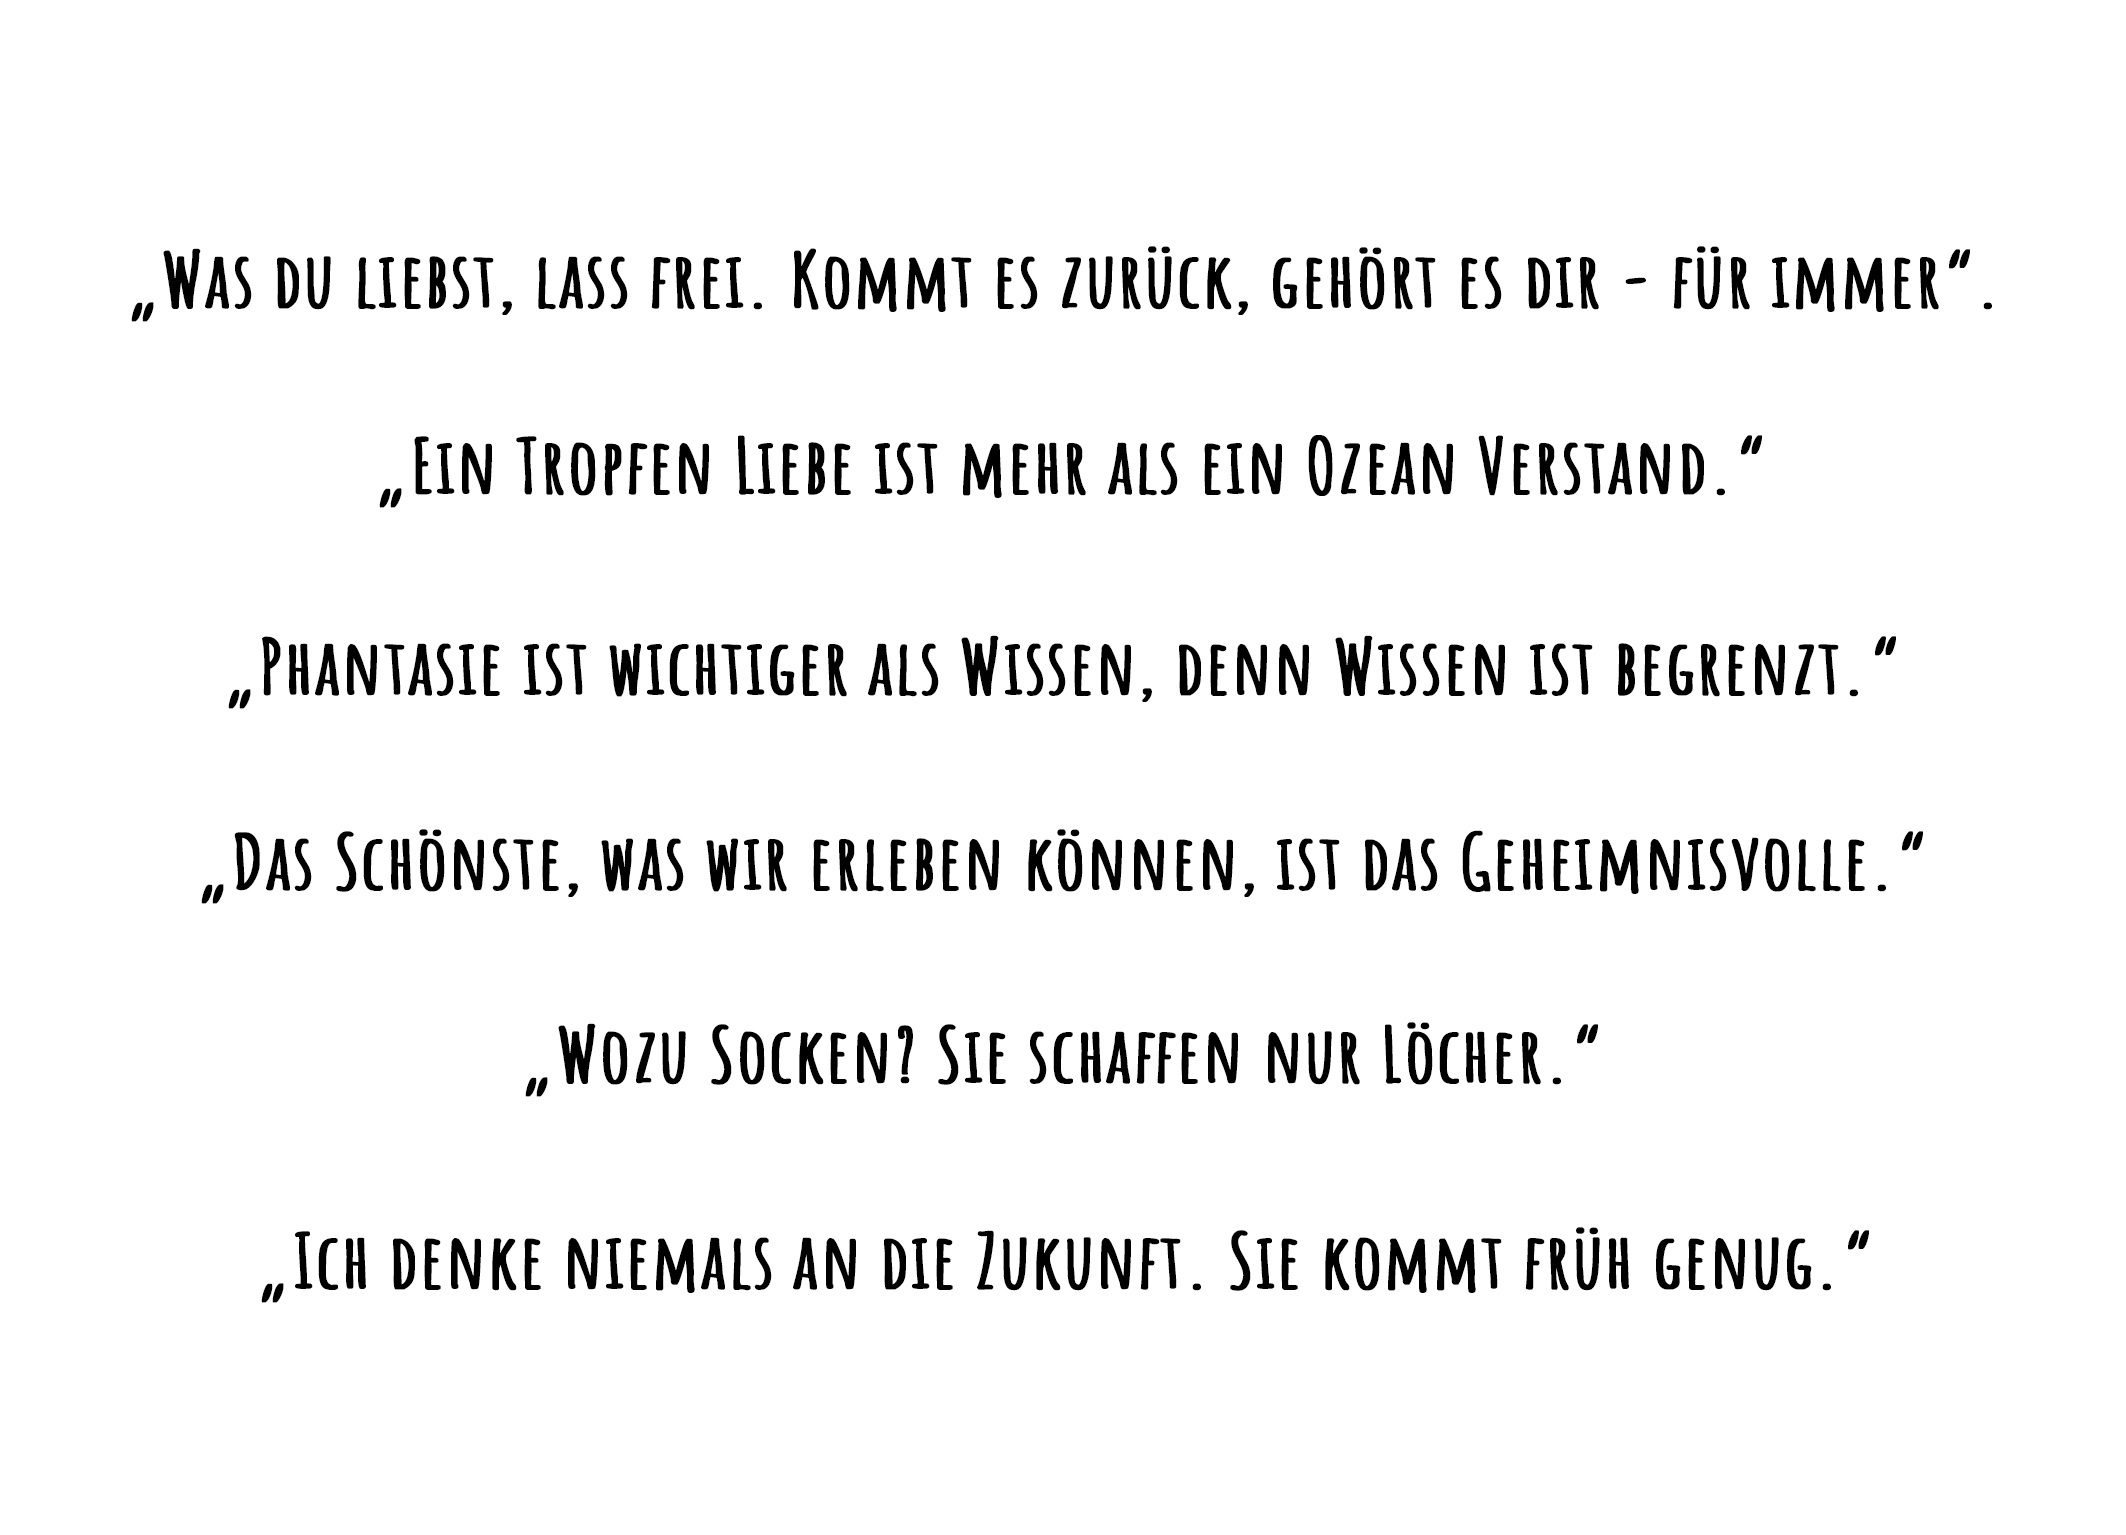 „Was du liebst, lass frei. Kommt es zurück, gehört es dir - für immer“.
„Ein Tropfen Liebe ist mehr als ein Ozean Verstand.“
„Phantasie ist wichtiger als Wissen, denn Wissen ist begrenzt.“
„Das Schönste, was wir erleben können, ist das Geheimnisvolle.“
„Wozu Socken? Sie schaffen nur Löcher.“
„Ich denke niemals an die Zukunft. Sie kommt früh genug.“